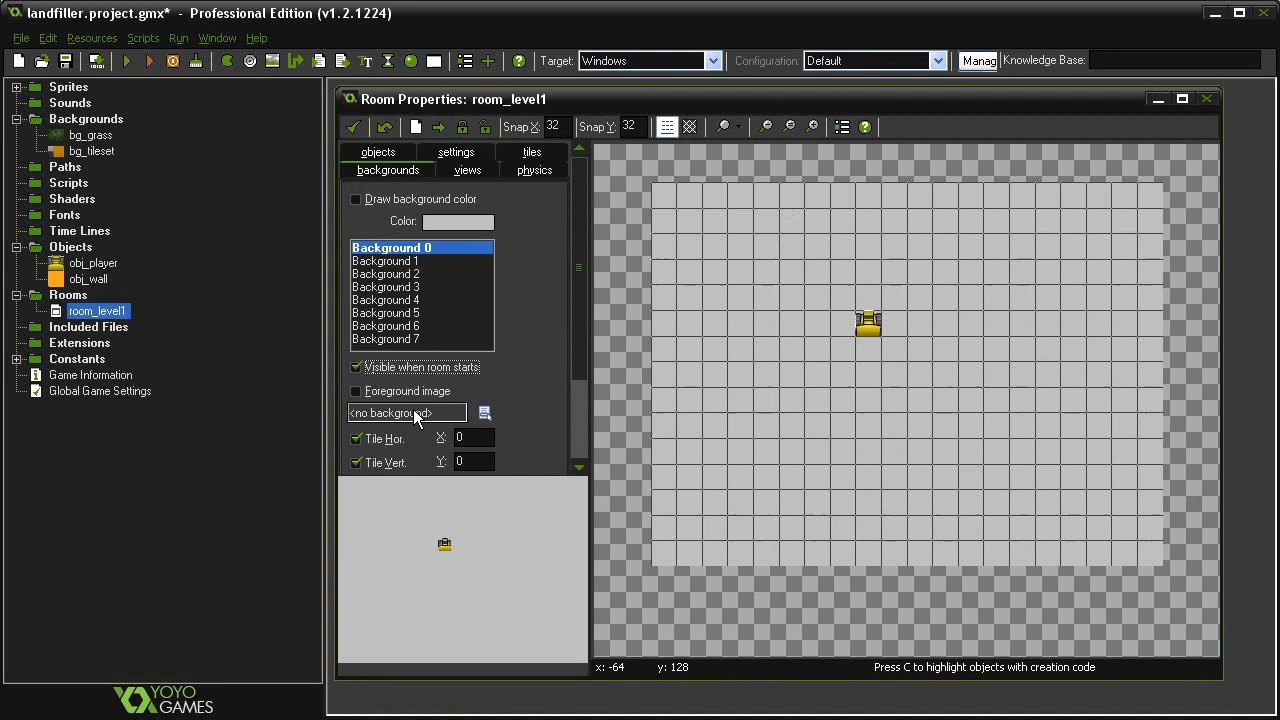 landfiller.project.gmx* - Professional Edition (v1.2.1224)
File Edit Resources Scripts Run Window Help
Target: Windows Configuration: Default Manag Knowledge Base:
Sprites
Sounds
Backgrounds
bg_grass
bg_tileset
Paths
Scripts
Shaders
Fonts
Time Lines
Objects
obj_player
obj_wall
Rooms
room_level1
Included Files
Extensions
Constants
Game Information
Global Game Settings
YOYO
GAMES
Room Properties: room_level1
Snap X: 32 Snap Y: 32
objects settings tiles
backgrounds views physics
Draw background color
Color:
Background 0
Background 1
Background 2
Background 3
Background 4
Background 5
Background 6
Background 7
Visible when room starts
Foreground image
<no background>
Tile Hor. X: 0
Tile Vert. Y: 0
x: -64 y: 128 Press C to highlight objects with creation code